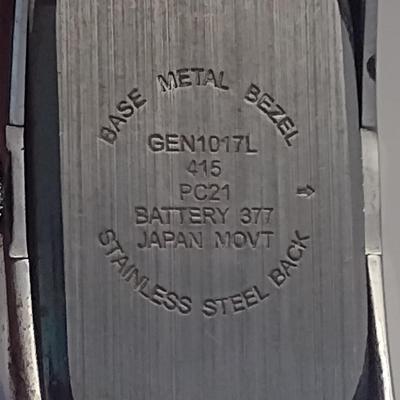 BASE METAL BEZEL
GEN1017L
415
PC21
BATTERY 377
JAPAN MOVT
STAINLESS STEEL BACK